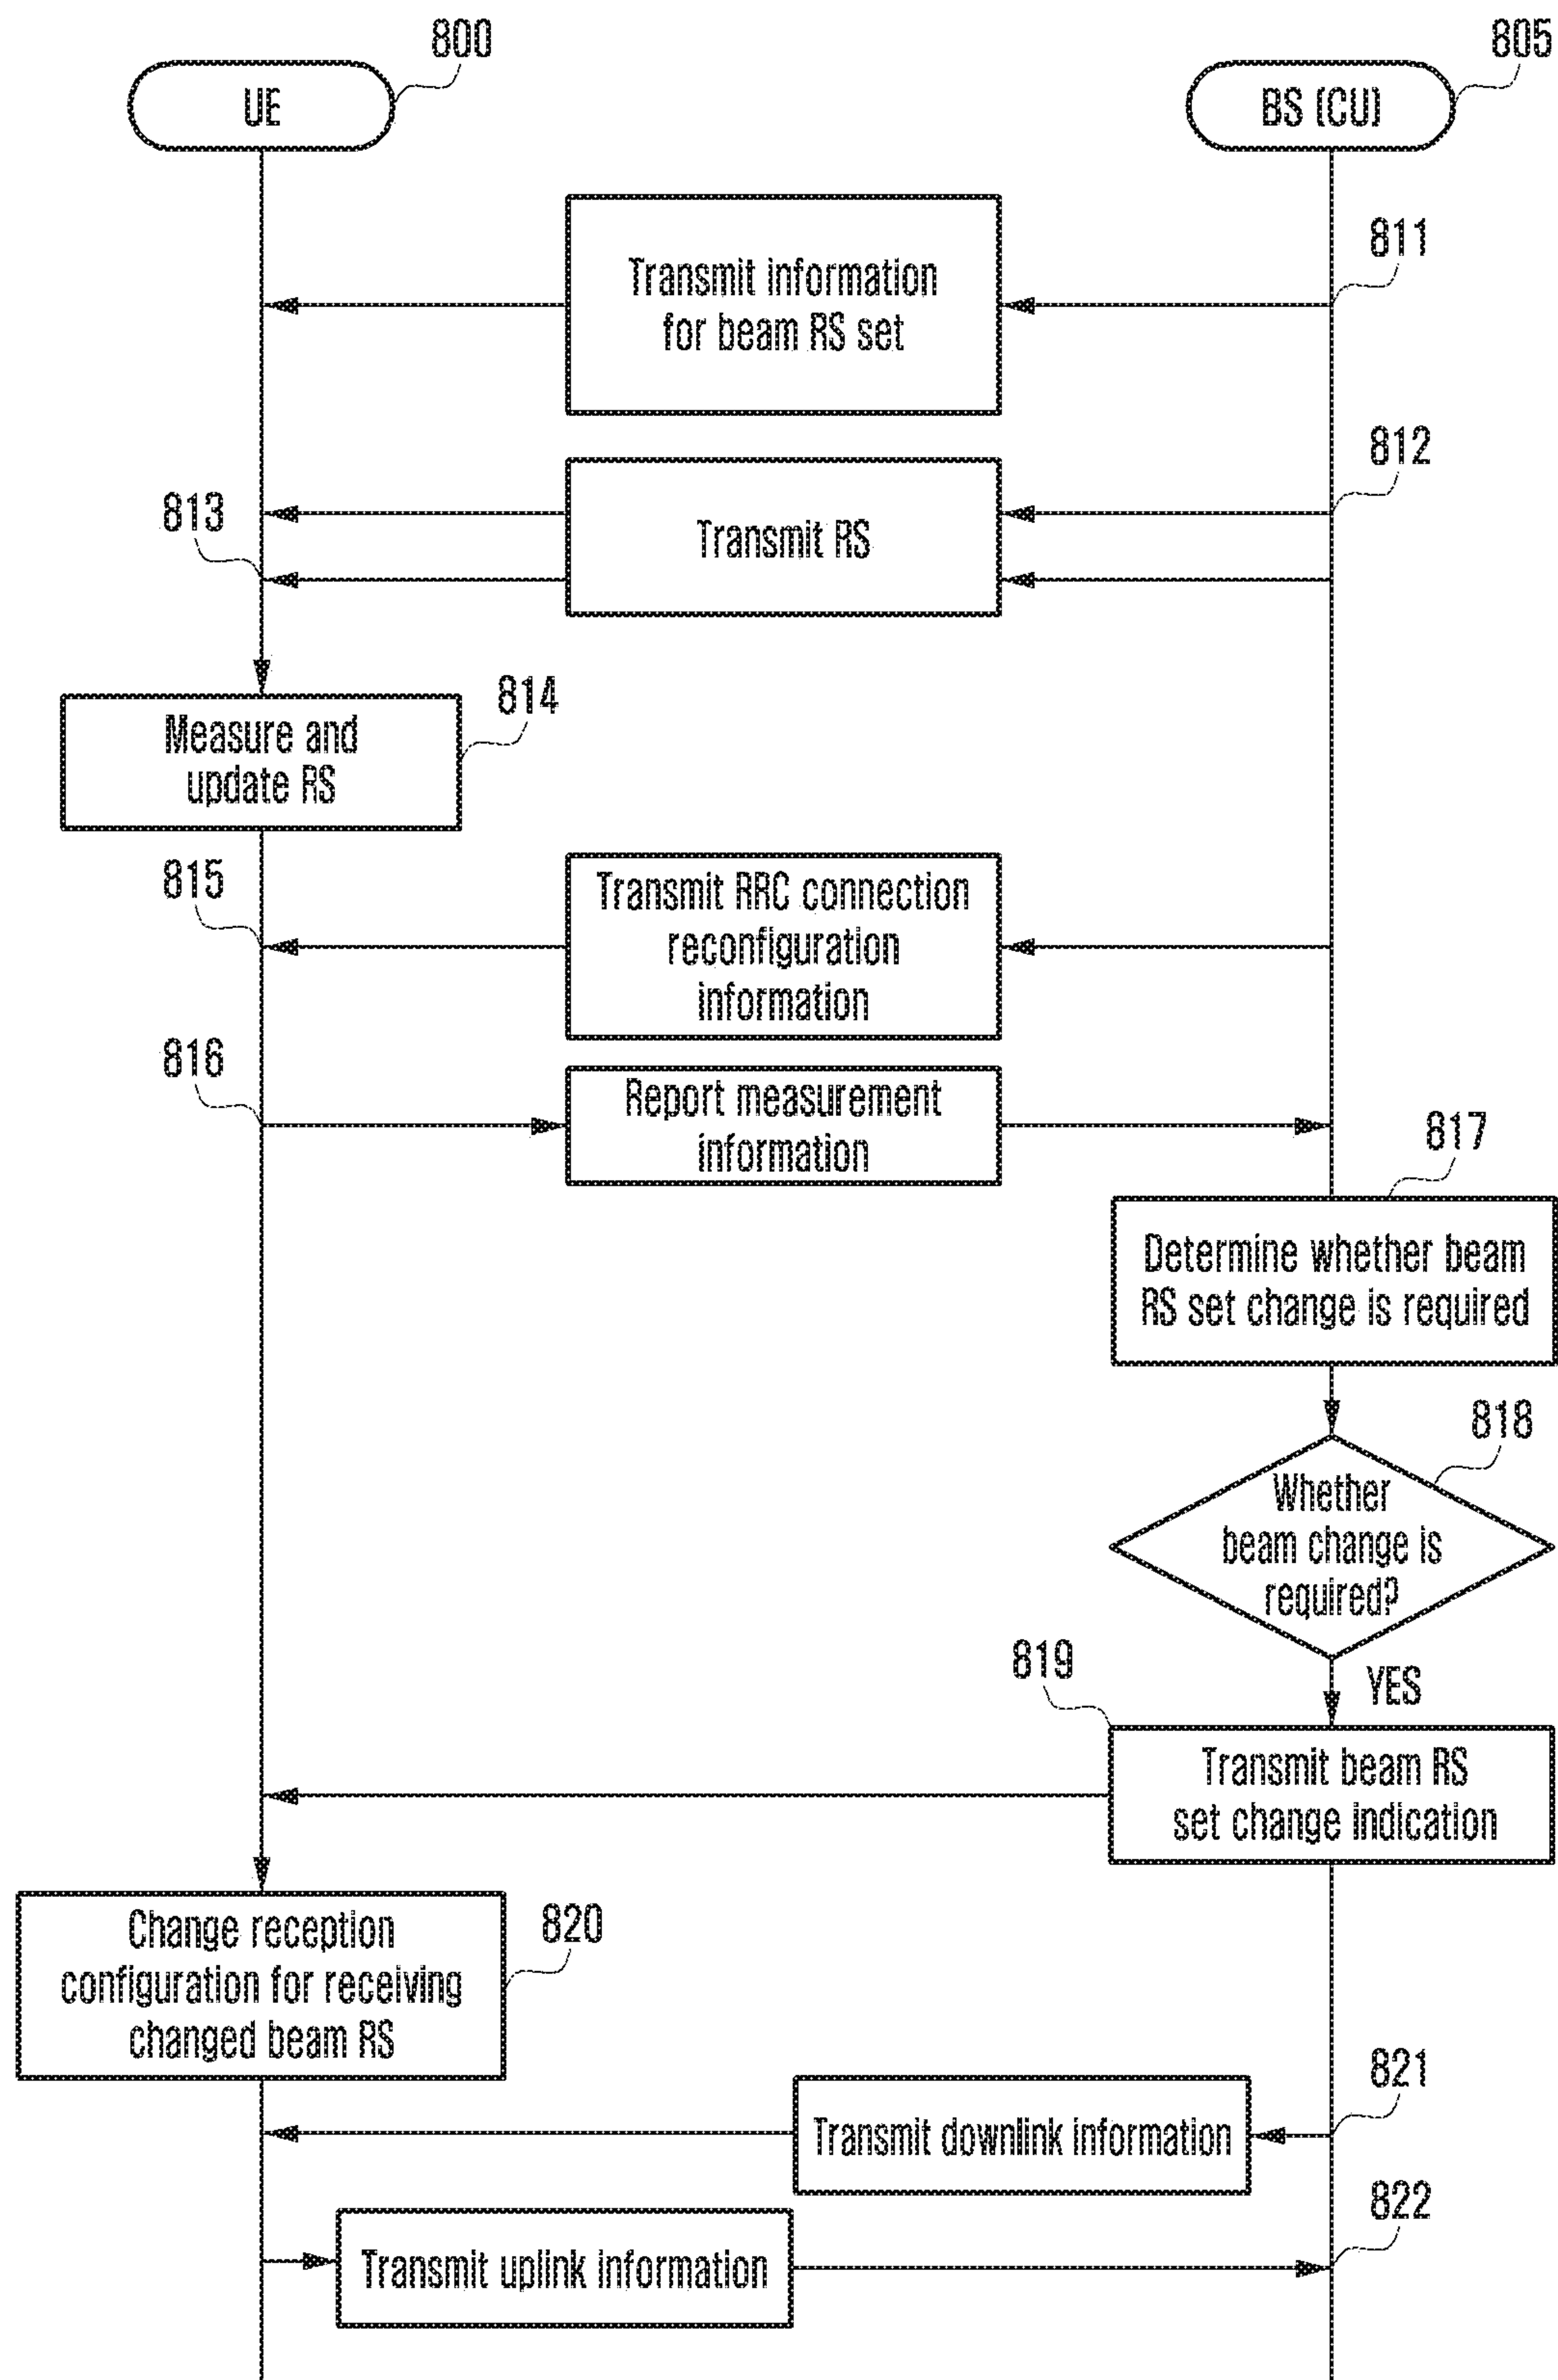 800
805
UE
BS (CU)
811
Transmit information
for beam RS set
812
813
Transmit RS
814
Measure and
update RS
815
Transmit RRC connection
reconfiguration
information
816
Report measurement
information
817
Determine whether beam
RS set change is required
818
Whether
beam change is
required?
819
YES
Transmit beam RS
set change indication
820
Change reception
configuration for receiving
changed beam RS
821
Transmit downlink information
822
Transmit uplink information